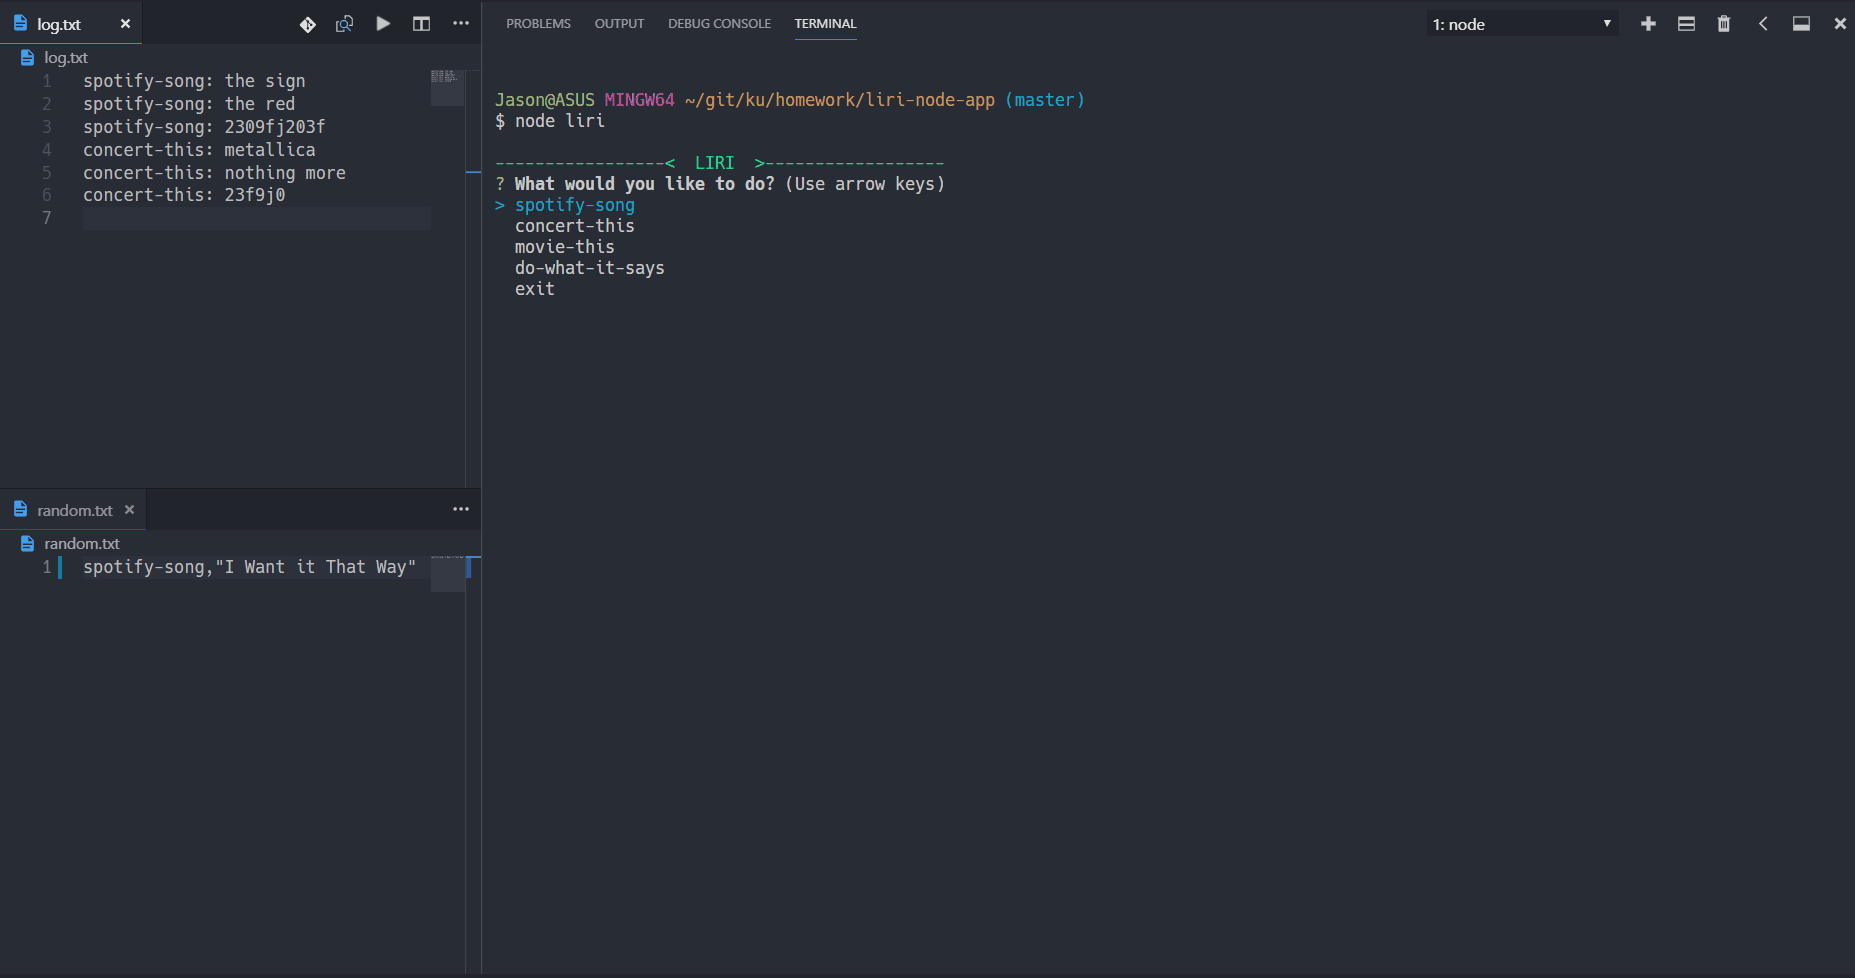 log.txt
log.txt
1 spotify-song: the sign
2 spotify-song: the red
3 spotify-song: 2309fj203f
4 concert-this: metallica
5 concert-this: nothing more
6 concert-this: 23f9j0
7
random.txt
random.txt
1 spotify-song,"I Want it That Way"
PROBLEMS OUTPUT DEBUG CONSOLE TERMINAL 1: node
Jason@ASUS MINGW64 ~/git/ku/homework/liri-node-app (master)
$ node liri
-----------------<  LIRI  >------------------
? What would you like to do? (Use arrow keys)
> spotify-song
concert-this
movie-this
do-what-it-says
exit